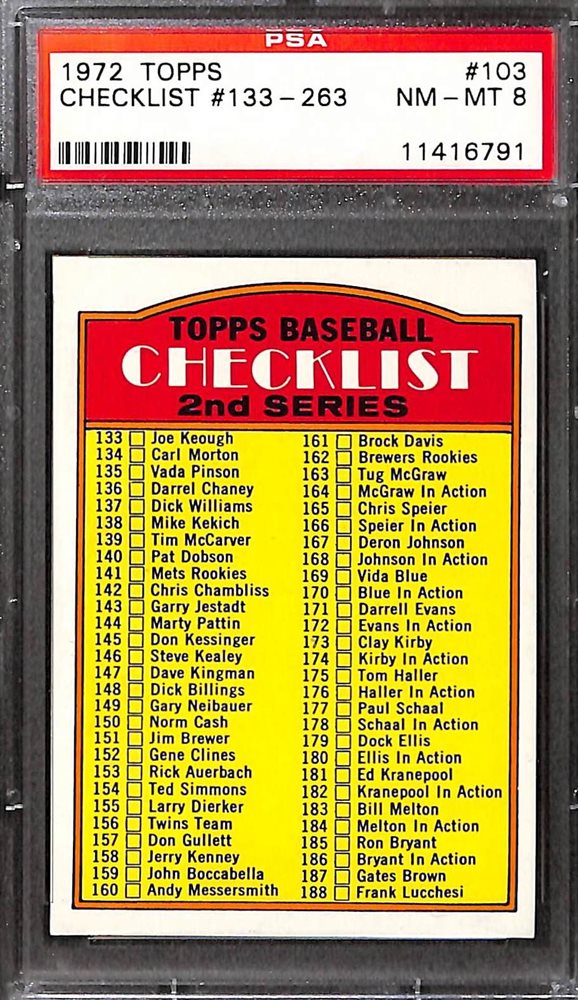 PSA
1972 TOPPS #103
CHECKLIST #133-263 NM-MT 8
11416791
TOPPS BASEBALL
CHECKLIST
2nd SERIES
133 Joe Keough
134 Carl Morton
135 Vada Pinson
136 Darrel Chaney
137 Dick Williams
138 Mike Kekich
139 Tim McCarver
140 Pat Dobson
141 Mets Rookies
142 Chris Chambliss
143 Garry Jestadt
144 Marty Pattin
145 Don Kessinger
146 Steve Kealey
147 Dave Kingman
148 Dick Billings
149 Gary Neibauer
150 Norm Cash
151 Jim Brewer
152 Gene Clines
153 Rick Auerbach
154 Ted Simmons
155 Larry Dierker
156 Twins Team
157 Don Gullett
158 Jerry Kenney
159 John Boccabella
160 Andy Messersmith
161 Brock Davis
162 Brewers Rookies
163 Tug McGraw
164 McGraw In Action
165 Chris Speier
166 Speier In Action
167 Deron Johnson
168 Johnson In Action
169 Vida Blue
170 Blue In Action
171 Darrell Evans
172 Evans In Action
173 Clay Kirby
174 Kirby In Action
175 Tom Haller
176 Haller In Action
177 Paul Schaal
178 Schaal In Action
179 Dock Ellis
180 Ellis In Action
181 Ed Kranepool
182 Kranepool In Action
183 Bill Melton
184 Melton In Action
185 Ron Bryant
186 Bryant In Action
187 Gates Brown
188 Frank Lucchesi